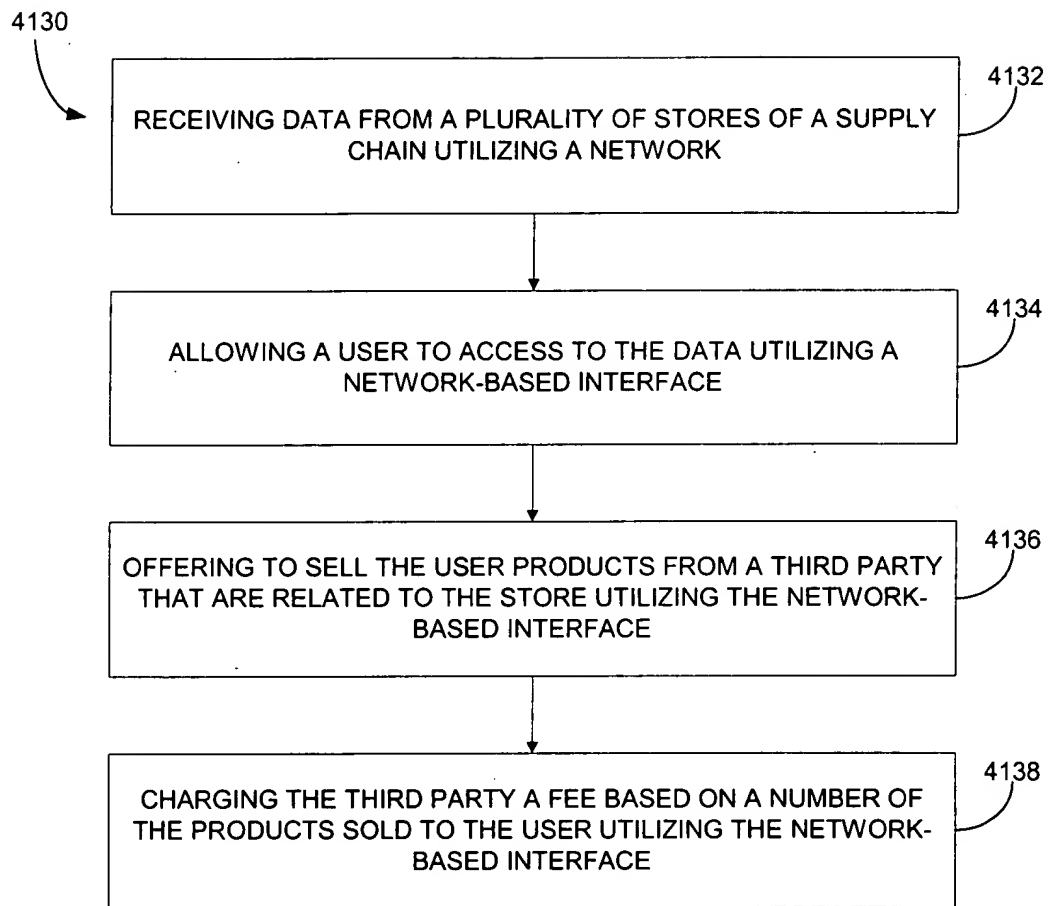 4130
4132
RECEIVING DATA FROM A PLURALITY OF STORES OF A SUPPLY
CHAIN UTILIZING A NETWORK
4134
ALLOWING A USER TO ACCESS TO THE DATA UTILIZING A
NETWORK-BASED INTERFACE
4136
OFFERING TO SELL THE USER PRODUCTS FROM A THIRD PARTY
THAT ARE RELATED TO THE STORE UTILIZING THE NETWORK-
BASED INTERFACE
4138
CHARGING THE THIRD PARTY A FEE BASED ON A NUMBER OF
THE PRODUCTS SOLD TO THE USER UTILIZING THE NETWORK-
BASED INTERFACE